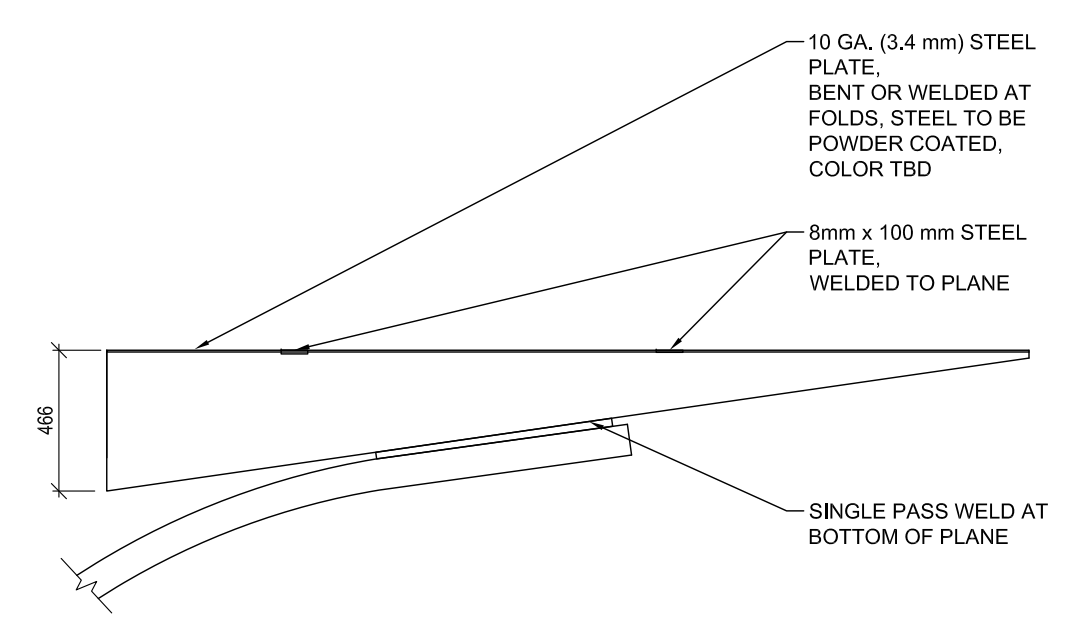 10 GA. (3.4 mm) STEEL
PLATE,
BENT OR WELDED AT
FOLDS, STEEL TO BE
POWDER COATED,
COLOR TBD
8mm x 100 mm STEEL
PLATE,
WELDED TO PLANE
466
SINGLE PASS WELD AT
BOTTOM OF PLANE